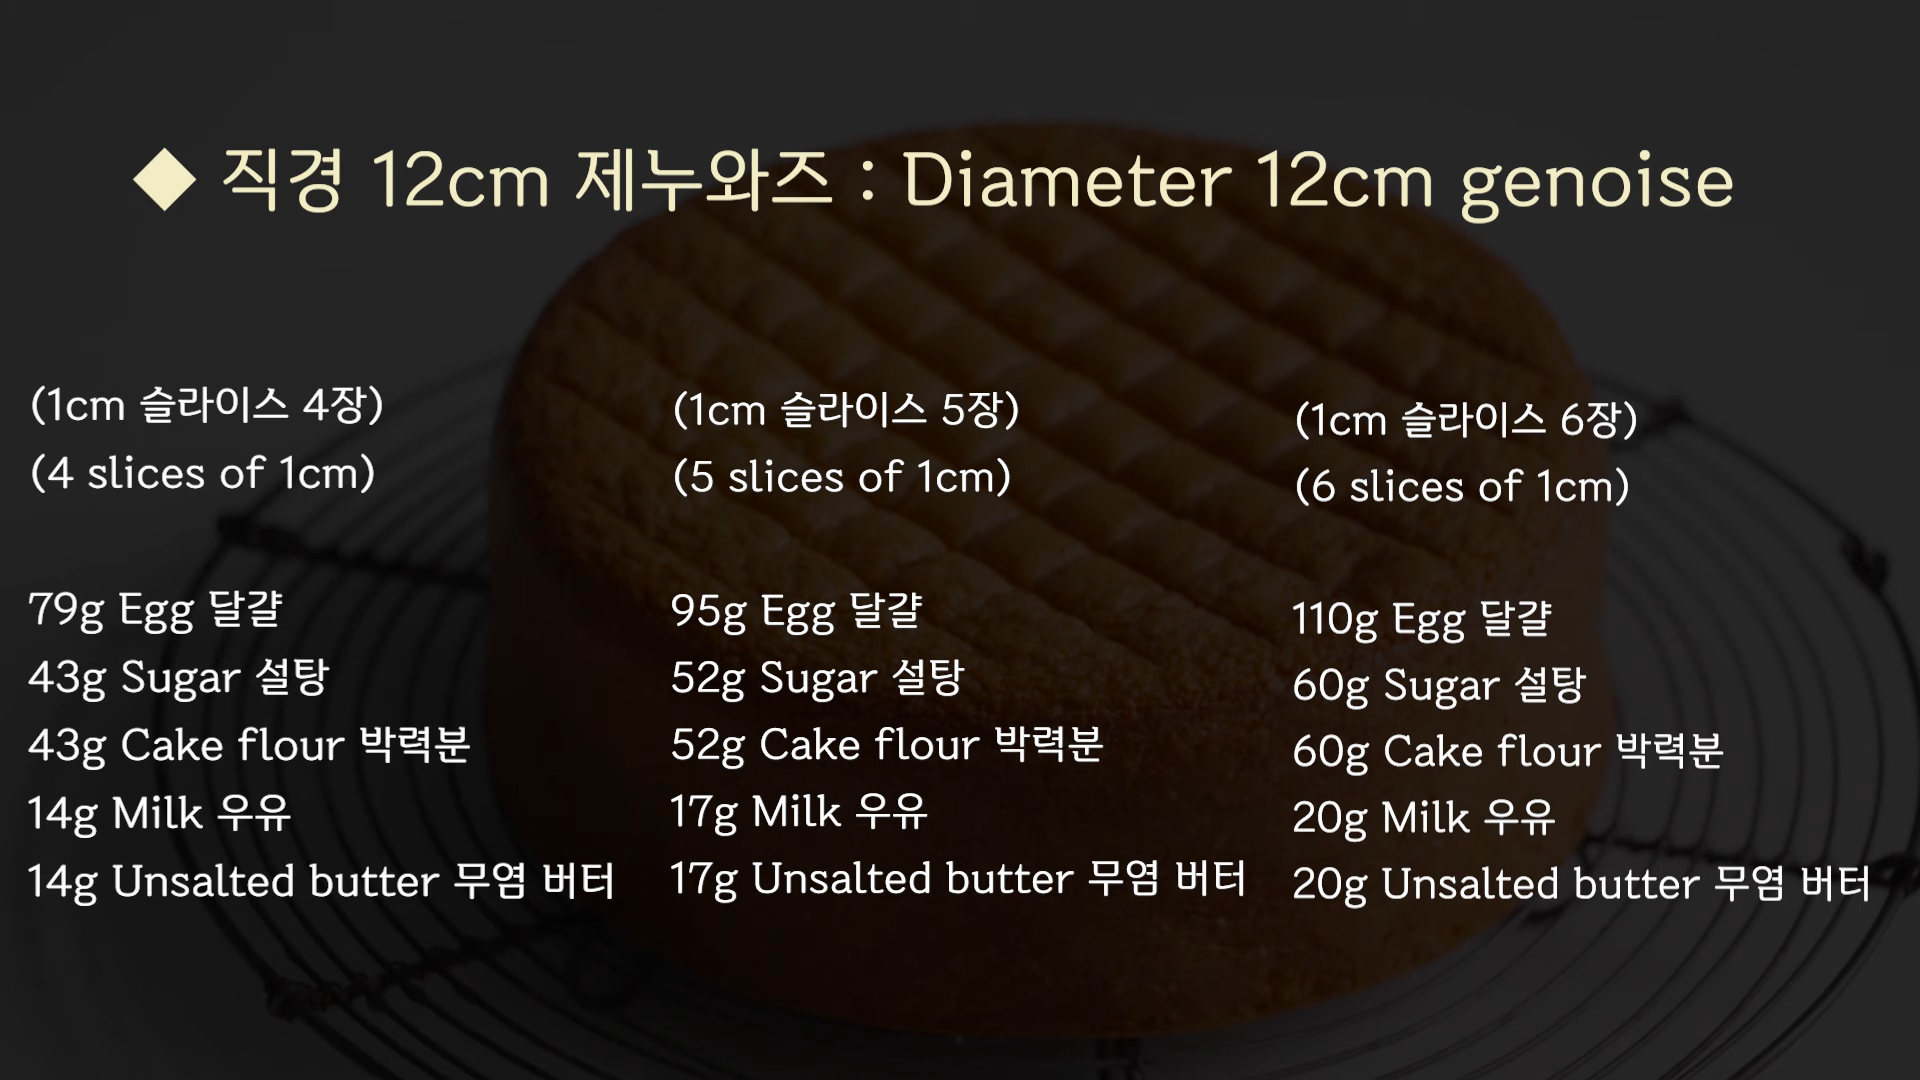 ◆ 직경 12cm 제누와즈 : Diameter 12cm genoise
(1cm 슬라이스 4장)
(4 slices of 1cm)
79g Egg 달걀
43g Sugar 설탕
43g Cake flour 박력분
14g Milk 우유
14g Unsalted butter 무염 버터
(1cm 슬라이스 5장)
(5 slices of 1cm)
95g Egg 달걀
52g Sugar 설탕
52g Cake flour 박력분
17g Milk 우유
17g Unsalted butter 무염 버터
(1cm 슬라이스 6장)
(6 slices of 1cm)
110g Egg 달걀
60g Sugar 설탕
60g Cake flour 박력분
20g Milk 우유
20g Unsalted butter 무염 버터